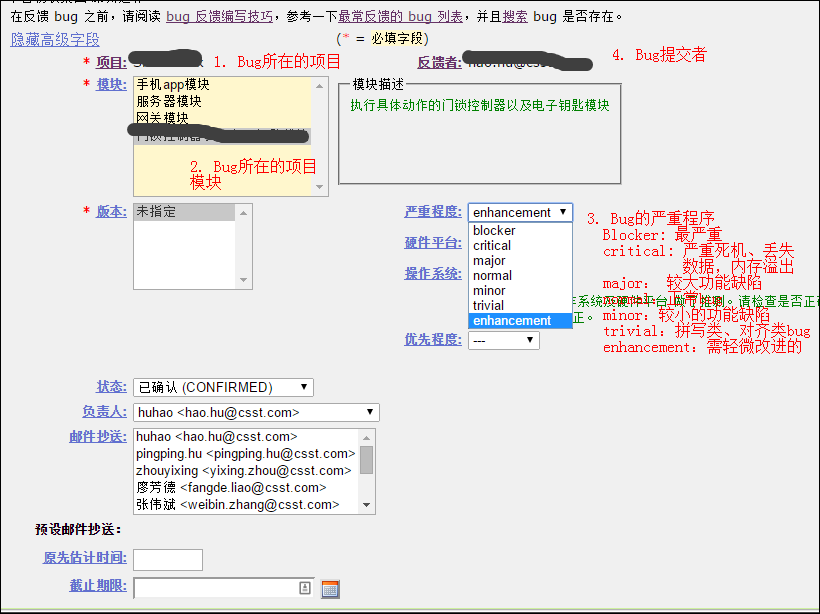 在反馈 bug 之前,请阅读 bug 反馈编写技巧,参考一下最常反馈的 bug 列表,并且搜索 bug 是否存在。
隐藏高级字段
(* = 必填字段)
* 项目:
1. Bug所在的项目
反馈者:
4. Bug提交者
* 模块:
手机app模块
服务器模块
网关模块
2. Bug所在的项目
模块
模块描述
执行具体动作的门锁控制器以及电子钥匙模块
* 版本:
未指定
严重程度:
enhancement
硬件平台:
操作系统:
blocker
critical
major
normal
minor
trivial
enhancement
3. Bug的严重程序
Blocker: 最严重
critical: 严重死机、丢失
数据, 内存溢出
major: 较大功能缺陷
系统及硬件平台
推测。请检查是否正确
minor: 较小的功能缺陷
正。
trivial: 拼写类、对齐类bug
enhancement: 需轻微改进的
优先程度:
---
状态:
已确认 (CONFIRMED)
负责人:
huhao <hao.hu@csst.com>
邮件抄送:
huhao <hao.hu@csst.com>
pingping.hu <pingping.hu@csst.com>
zhouyixing <yixing.zhou@csst.com>
廖芳德 <fangde.liao@csst.com>
张伟斌 <weibin.zhang@csst.com>
预设邮件抄送:
原先估计时间:
截止期限: